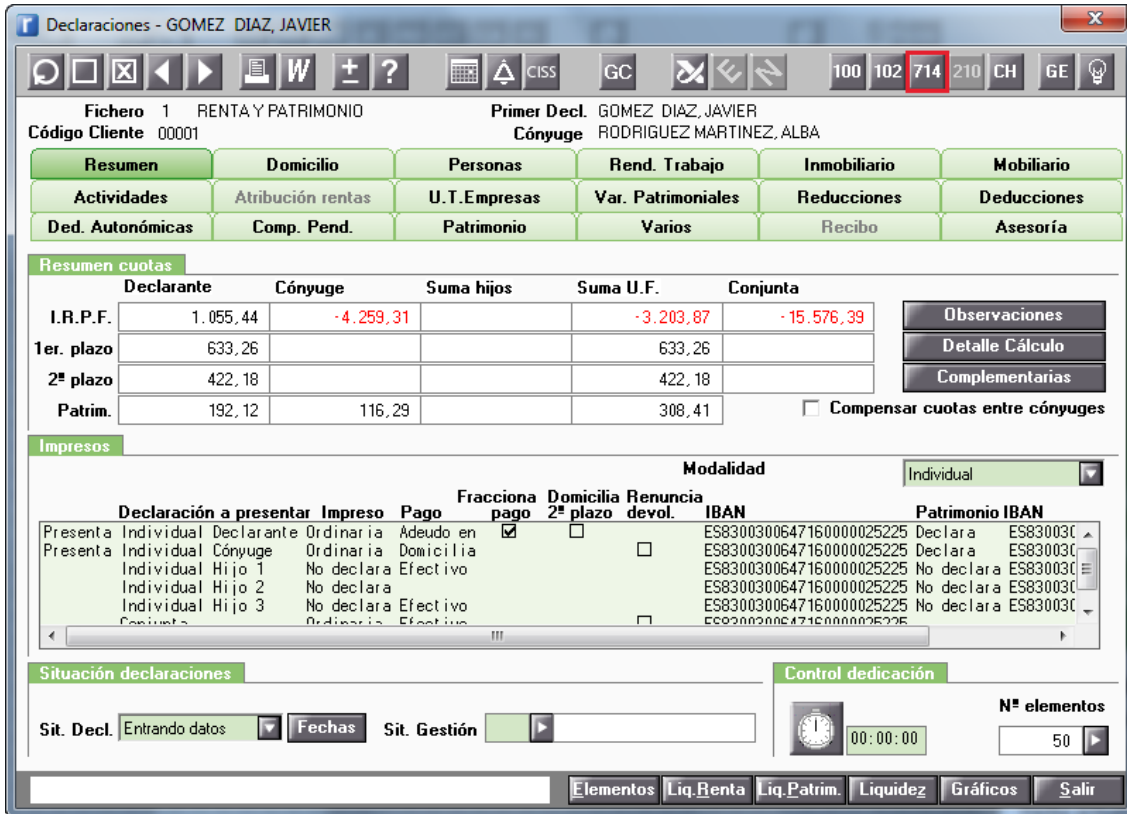 Declaraciones - GOMEZ DIAZ, JAVIER
W ± ? CISS GC 100 102 714 210 CH GE
Fichero 1 RENTA Y PATRIMONIO Primer Decl. GOMEZ DIAZ, JAVIER
Código Cliente 00001 Cónyuge RODRIGUEZ MARTINEZ, ALBA
Resumen Domicilio Personas Rend. Trabajo Inmobiliario Mobiliario
Actividades Atribución rentas U.T.Empresas Var. Patrimoniales Reducciones Deducciones
Ded. Autonómicas Comp. Pend. Patrimonio Varios Recibo Asesoría
Resumen cuotas
Declarante Cónyuge Suma hijos Suma U.F. Conjunta
I.R.P.F. 1.055,44 -4.259,31 -3.203,87 -15.576,39 Observaciones
1er. plazo 633,26 633,26 Detalle Cálculo
2º plazo 422,18 422,18 Complementarias
Patrim. 192,12 116,29 308,41 Compensar cuotas entre cónyuges
Impresos
Modalidad Individual
Fracciona Domicilia Renuncia
Declaración a presentar Impreso Pago pago 2º plazo devol. IBAN Patrimonio IBAN
Presenta Individual Declarante Ordinaria Adeudo en ES8300300647160000025225 Declara ES830030
Presenta Individual Cónyuge Ordinaria Domicilia ES8300300647160000025225 Declara ES830030
Individual Hijo 1 No declara Efectivo ES8300300647160000025225 No declara ES830030
Individual Hijo 2 No declara ES8300300647160000025225 No declara ES830030
Individual Hijo 3 No declara Efectivo ES8300300647160000025225 No declara ES830030
Conjunta Ordinaria Efectivo ES8300300647160000025225
Situación declaraciones Control dedicación
Nº elementos
Sit. Decl. Entrando datos Fechas Sit. Gestión 00:00:00 50
Elementos Liq.Renta Liq.Patrim. Liquidez Gráficos Salir